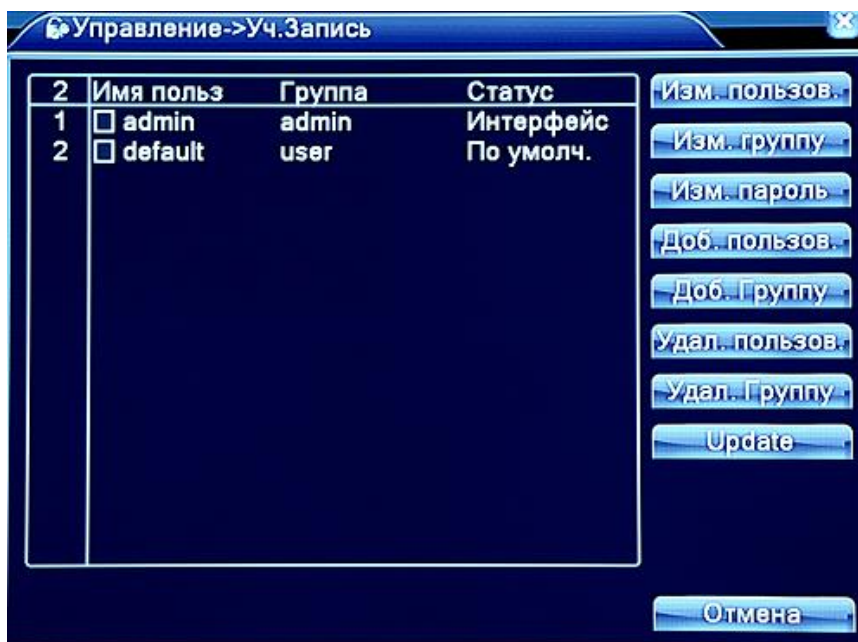 Управление->Уч.Запись
2 Имя польз Группа Статус
1 admin admin Интерфейс
2 default user По умолч.
Изм. пользов.
Изм. группу
Изм. пароль
Доб. пользов.
Доб. Группу
Удал. пользов.
Удал. Группу
Update
Отмена